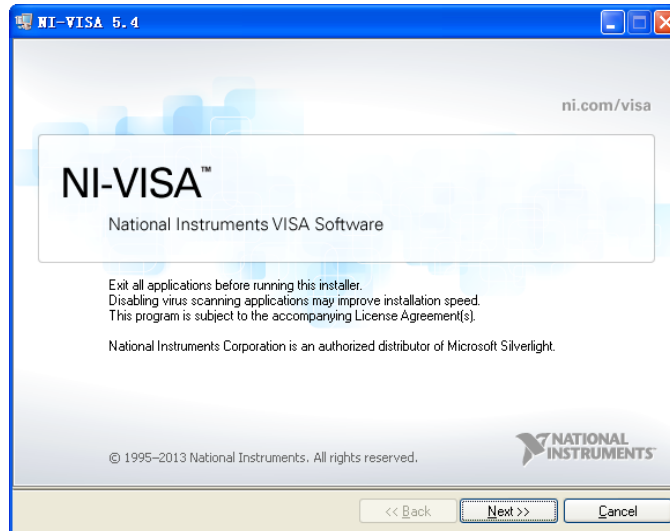 NI-VISA 5.4
ni.com/visa
NI-VISA™
National Instruments VISA Software
Exit all applications before running this installer.
Disabling virus scanning applications may improve installation speed.
This program is subject to the accompanying License Agreement(s).
National Instruments Corporation is an authorized distributor of Microsoft Silverlight.
© 1995–2013 National Instruments. All rights reserved.
NATIONAL
INSTRUMENTS™
<< Back
Next >>
Cancel